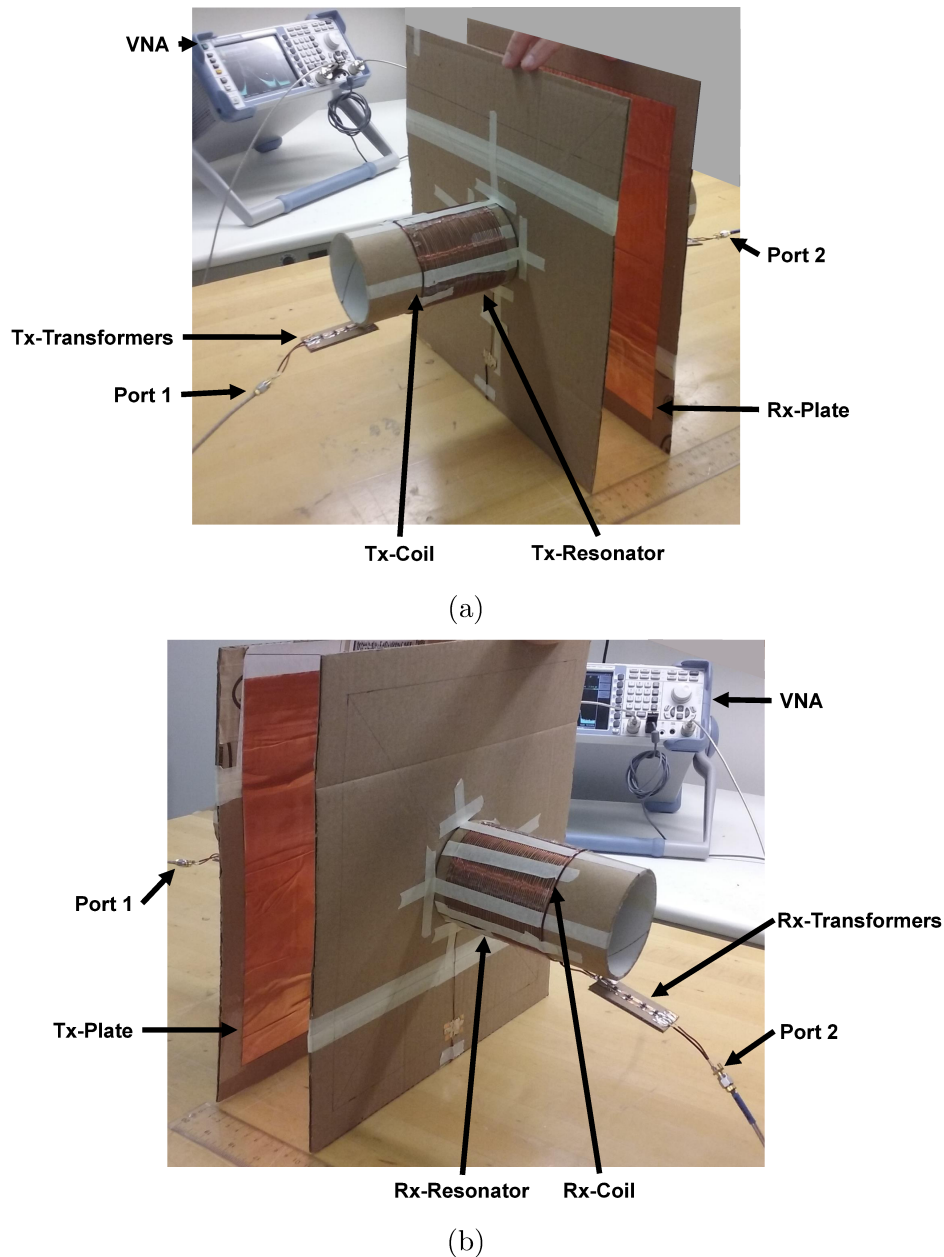 VNA
Port 2
Tx-Transformers
Port 1
Rx-Plate
Tx-Coil
Tx-Resonator
(a)
VNA
Port 1
Rx-Transformers
Tx-Plate
Port 2
Rx-Resonator
Rx-Coil
(b)